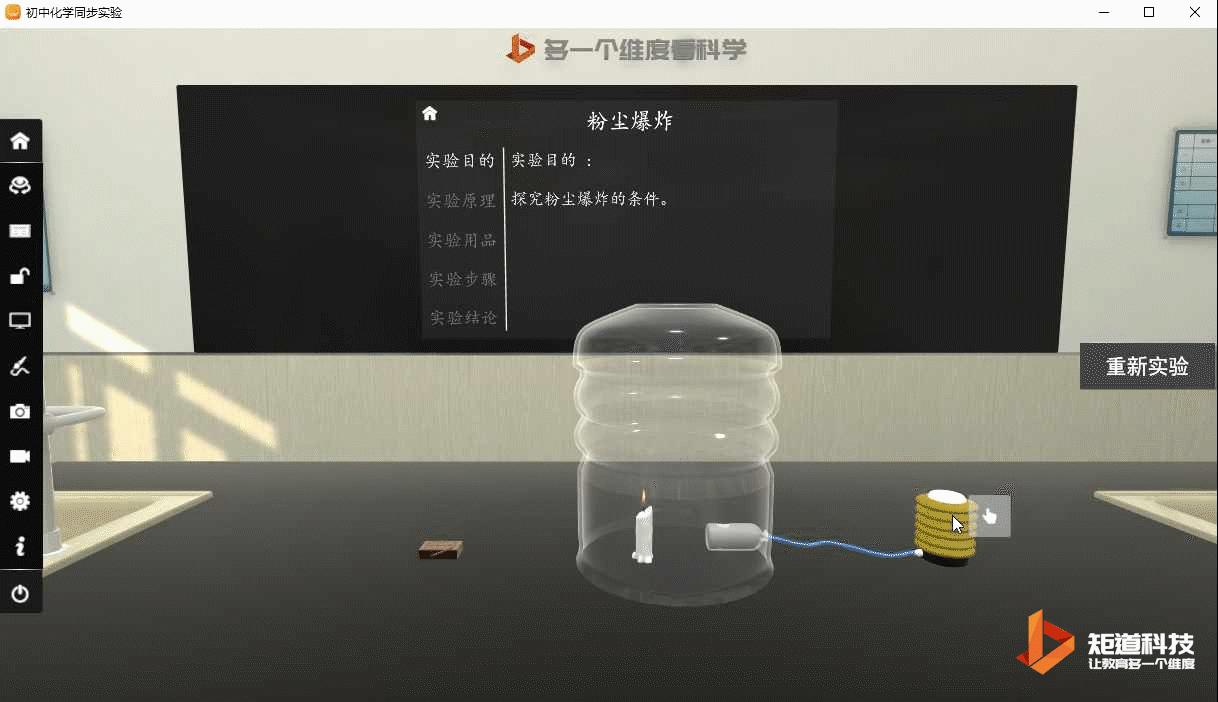 初中化学同步实验
多一个维度看科学
粉尘爆炸
实验目的
实验目的 :
实验原理
探究粉尘爆炸的条件。
实验用品
实验步骤
实验结论
重新实验
矩道科技
让教育多一个维度